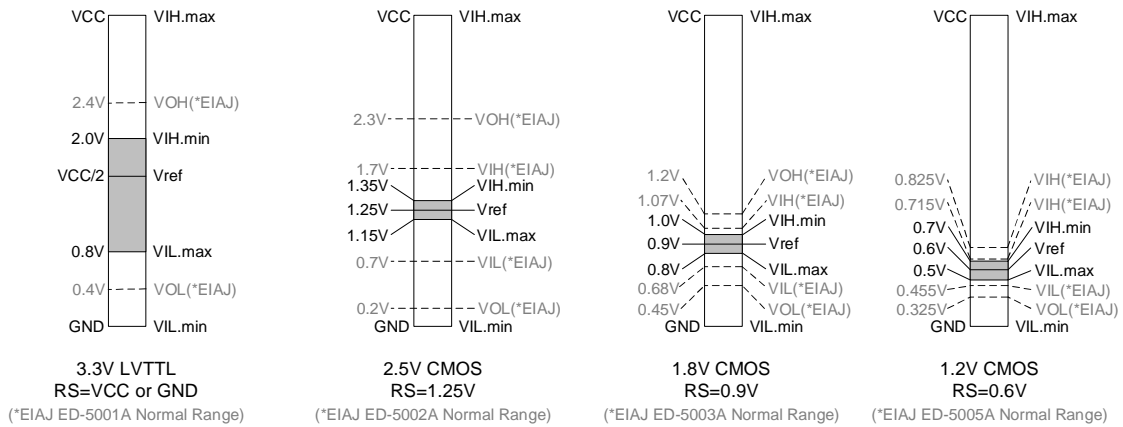 VCC VIH.max
2.4V VOH(*EIAJ)
2.0V VIH.min
VCC/2 Vref
0.8V VIL.max
0.4V VOL(*EIAJ)
GND VIL.min
3.3V LVTTL
RS=VCC or GND
(*EIAJ ED-5001A Normal Range)
VCC VIH.max
2.3V VOH(*EIAJ)
1.7V VIH(*EIAJ)
1.35V VIH.min
1.25V Vref
1.15V VIL.max
0.7V VIL(*EIAJ)
0.2V VOL(*EIAJ)
GND VIL.min
2.5V CMOS
RS=1.25V
(*EIAJ ED-5002A Normal Range)
VCC VIH.max
1.2V VOH(*EIAJ)
1.07V VIH(*EIAJ)
1.0V VIH.min
0.9V Vref
0.8V VIL.max
0.68V VIL(*EIAJ)
0.45V VOL(*EIAJ)
GND VIL.min
1.8V CMOS
RS=0.9V
(*EIAJ ED-5003A Normal Range)
VCC VIH.max
0.825V VIH(*EIAJ)
0.715V VIH(*EIAJ)
0.7V VIH.min
0.6V Vref
0.5V VIL.max
0.455V VIL(*EIAJ)
0.325V VOL(*EIAJ)
GND VIL.min
1.2V CMOS
RS=0.6V
(*EIAJ ED-5005A Normal Range)